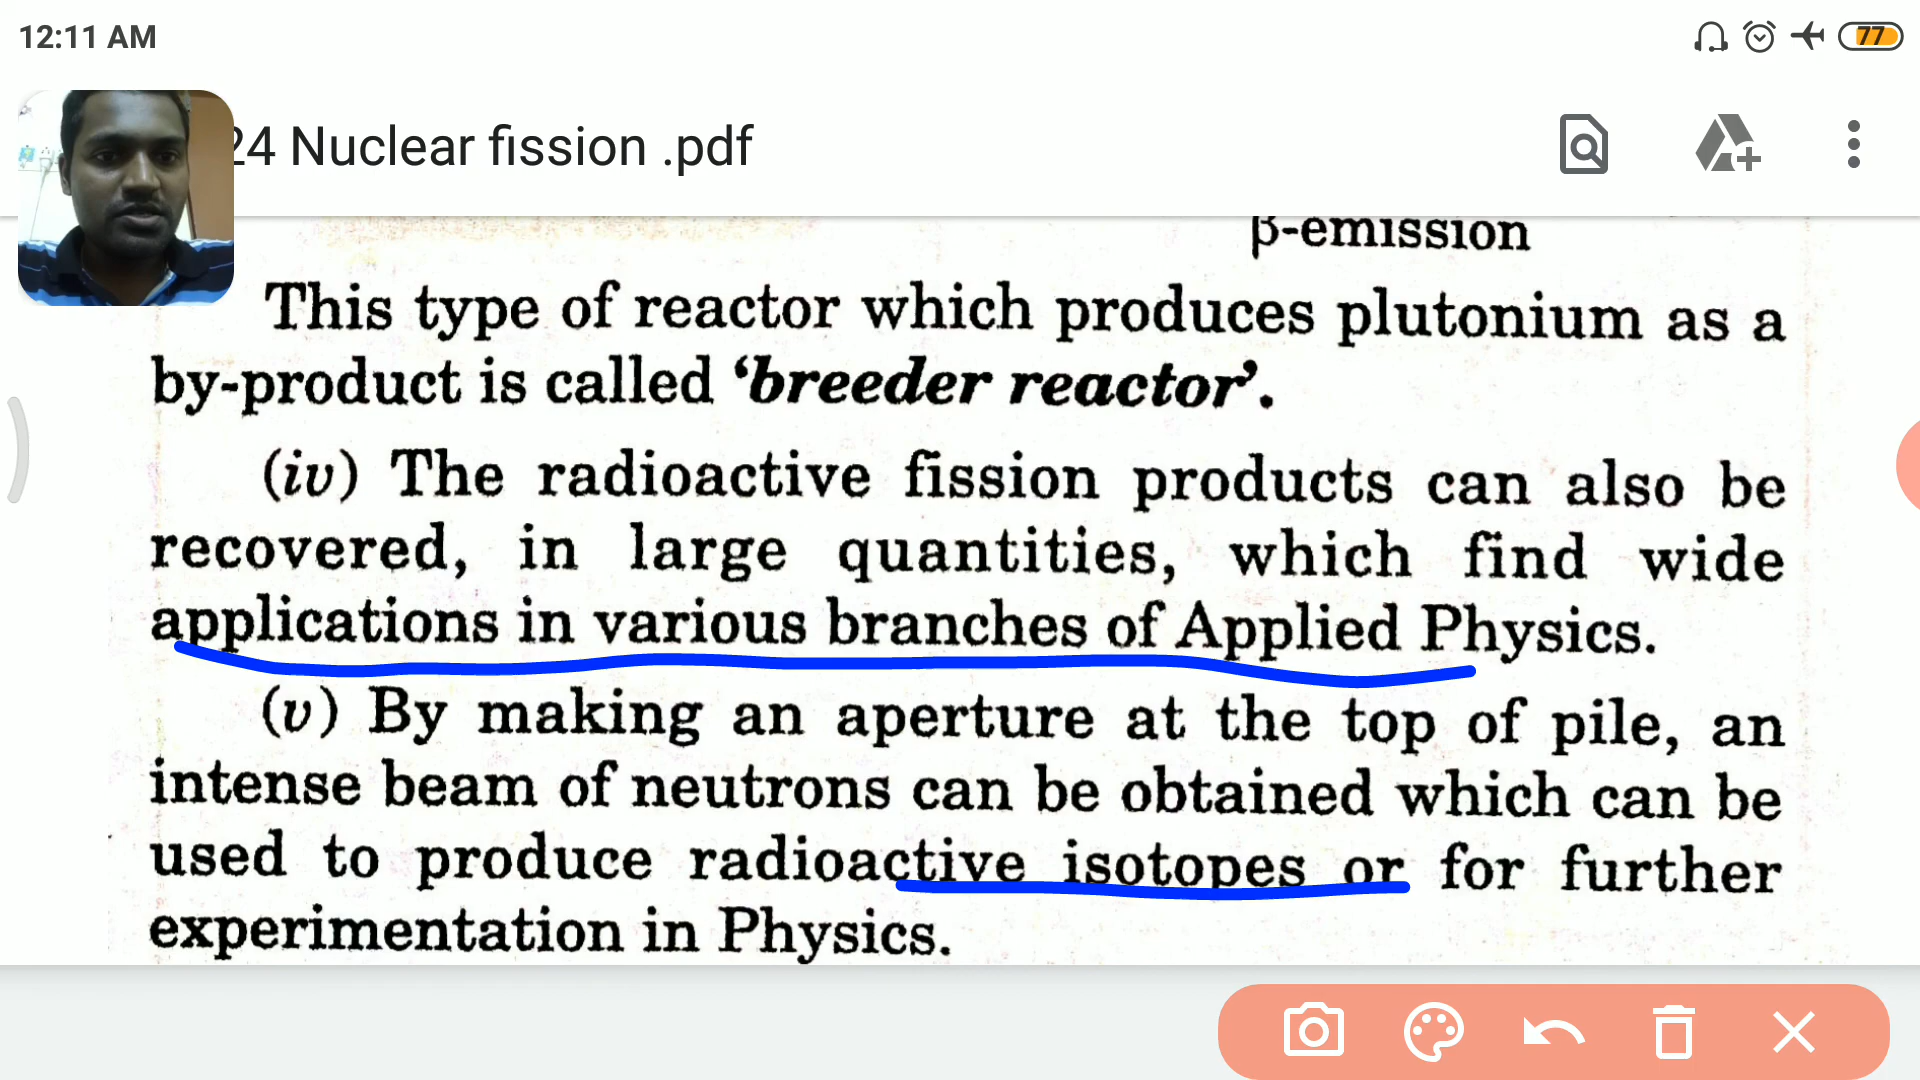 12:11 AM
77
24 Nuclear fission .pdf
β-emission
This type of reactor which produces plutonium as a
by-product is called ‘breeder reactor’.
(iv) The radioactive fission products can also be
recovered, in large quantities, which find wide
applications in various branches of Applied Physics.
(v) By making an aperture at the top of pile, an
intense beam of neutrons can be obtained which can be
used to produce radioactive isotopes or for further
experimentation in Physics.